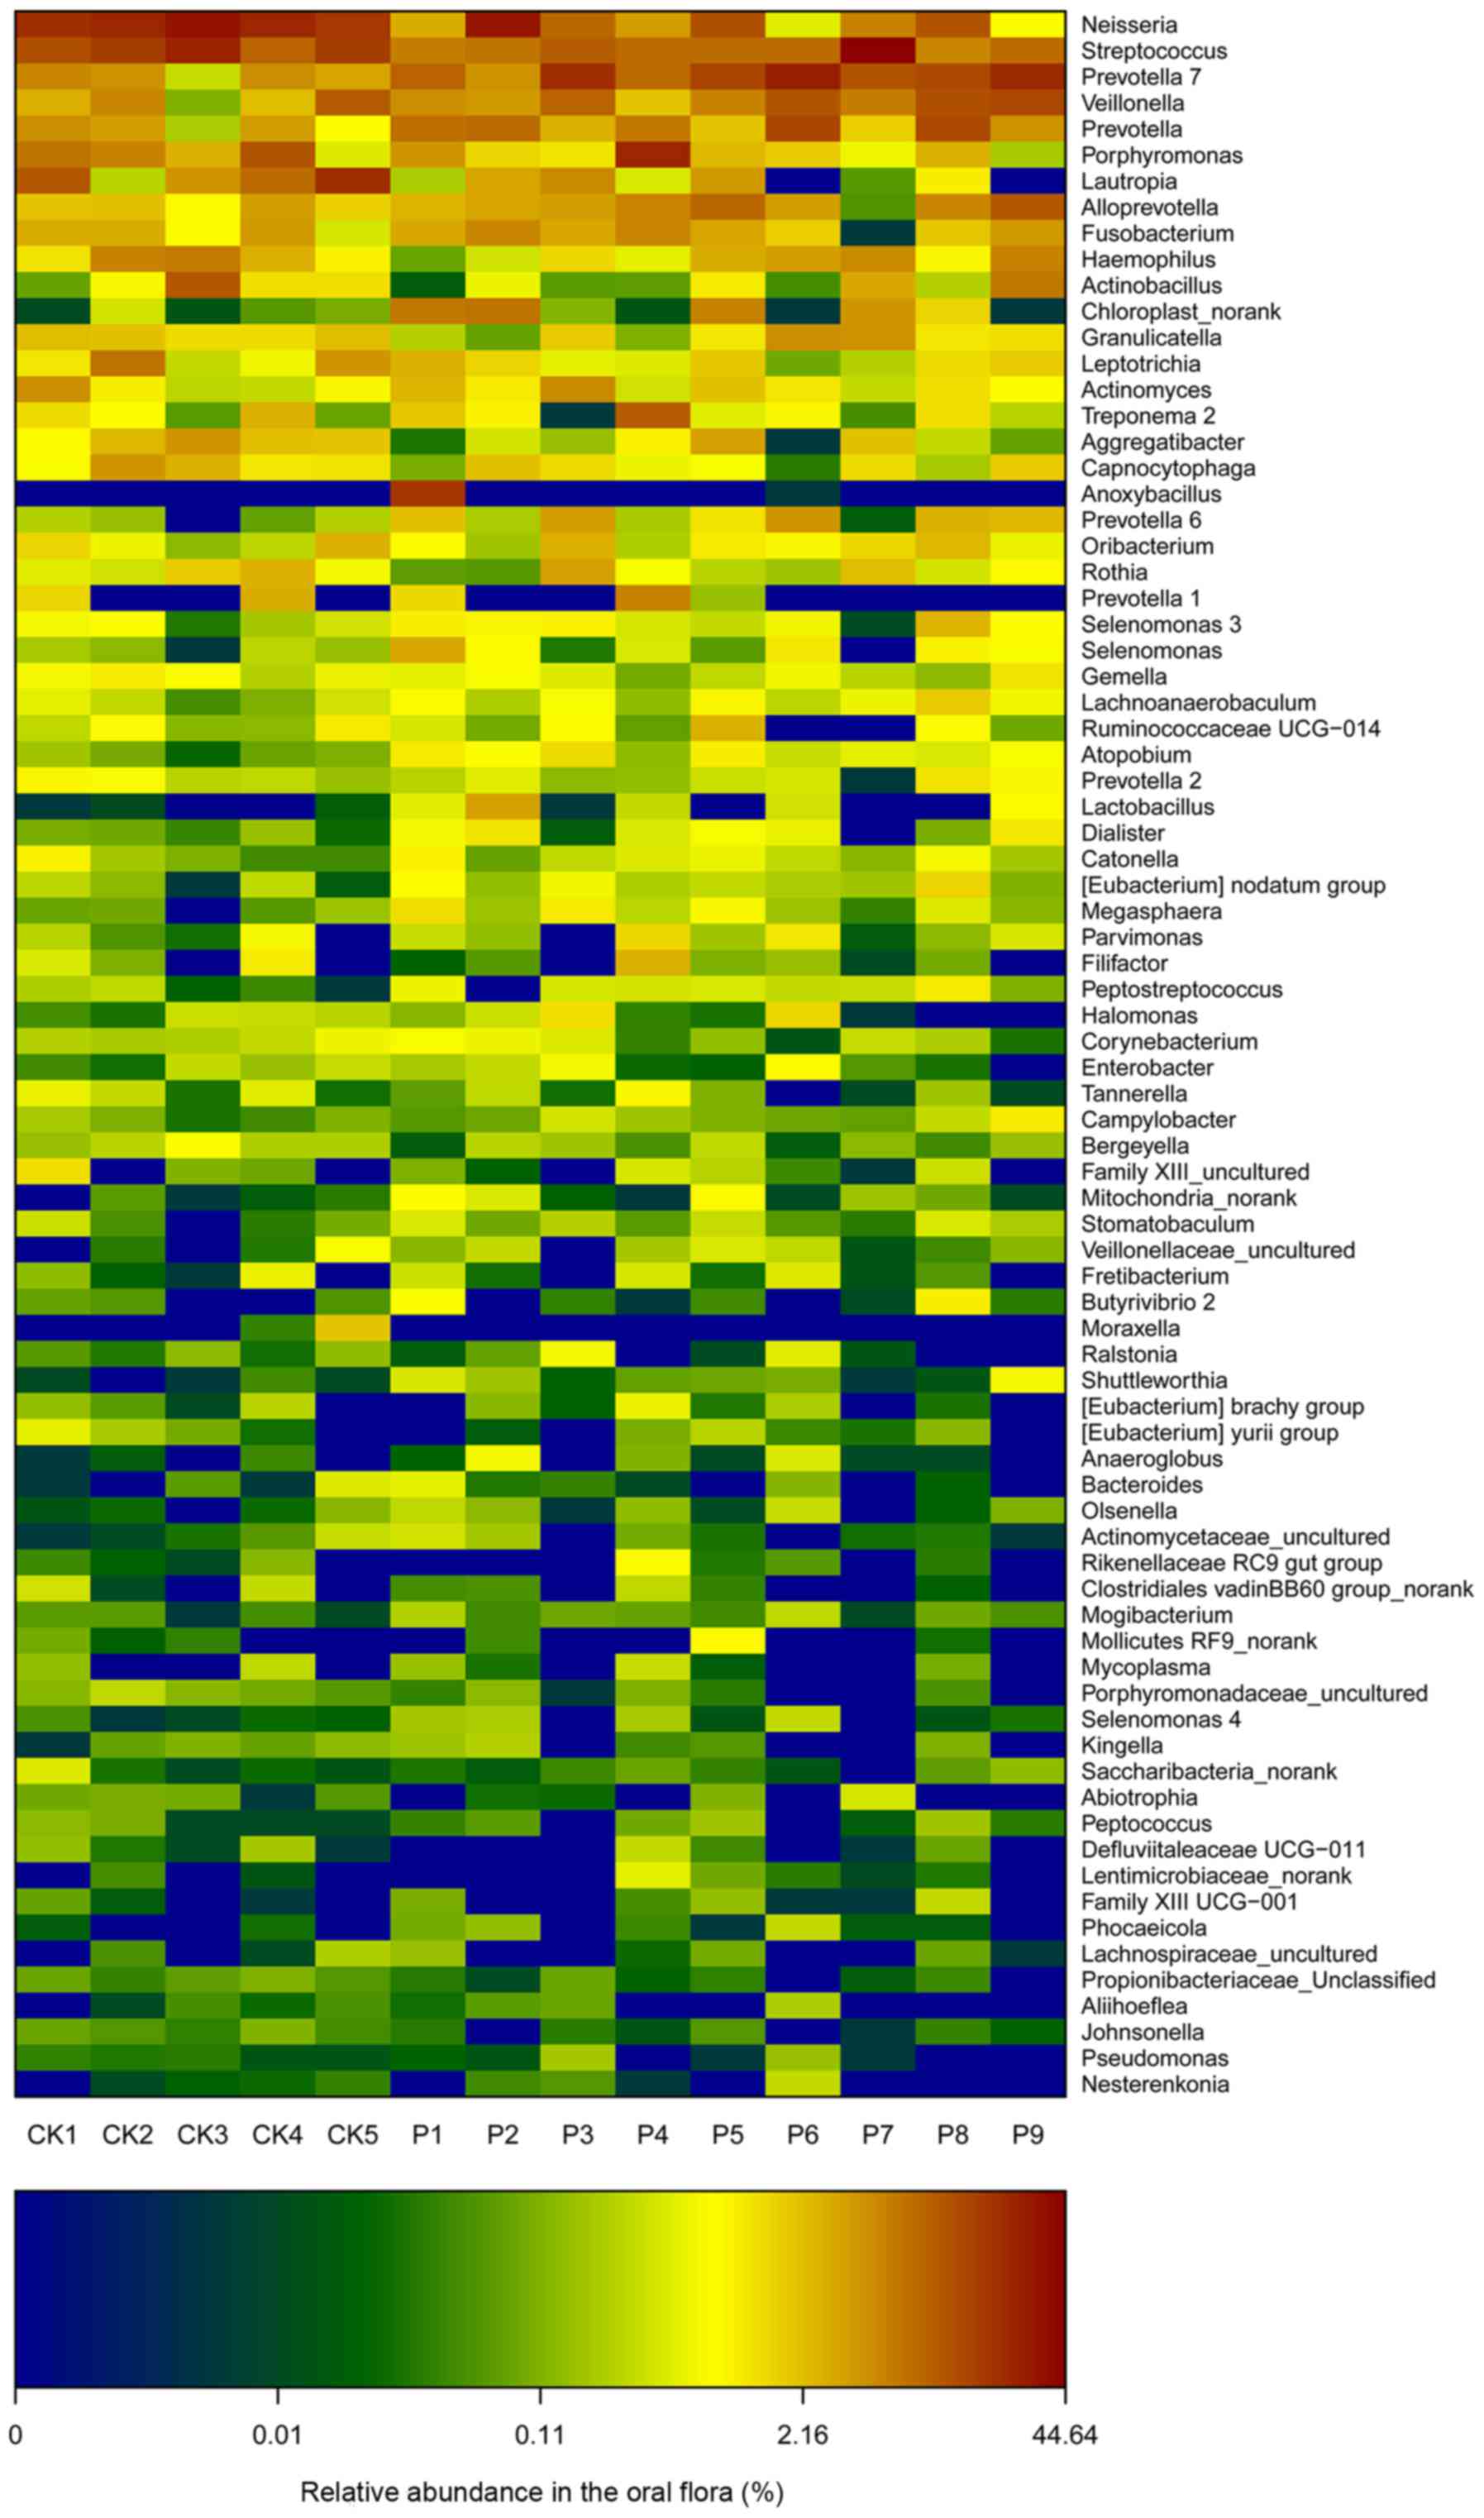 Neisseria
Streptococcus
Prevotella 7
Veillonella
Prevotella
Porphyromonas
Lautropia
Alloprevotella
Fusobacterium
Haemophilus
Actinobacillus
Chloroplast_norank
Granulicatella
Leptotrichia
Actinomyces
Treponema 2
Aggregatibacter
Capnocytophaga
Anoxybacillus
Prevotella 6
Oribacterium
Rothia
Prevotella 1
Selenomonas 3
Selenomonas
Gemella
Lachnoanaerobaculum
Ruminococcaceae UCG−014
Atopobium
Prevotella 2
Lactobacillus
Dialister
Catonella
[Eubacterium] nodatum group
Megasphaera
Parvimonas
Filifactor
Peptostreptococcus
Halomonas
Corynebacterium
Enterobacter
Tannerella
Campylobacter
Bergeyella
Family XIII_uncultured
Mitochondria_norank
Stomatobaculum
Veillonellaceae_uncultured
Fretibacterium
Butyrivibrio 2
Moraxella
Ralstonia
Shuttleworthia
[Eubacterium] brachy group
[Eubacterium] yurii group
Anaeroglobus
Bacteroides
Olsenella
Actinomycetaceae_uncultured
Rikenellaceae RC9 gut group
Clostridiales vadinBB60 group_norank
Mogibacterium
Mollicutes RF9_norank
Mycoplasma
Porphyromonadaceae_uncultured
Selenomonas 4
Kingella
Saccharibacteria_norank
Abiotrophia
Peptococcus
Defluviitaleaceae UCG−011
Lentimicrobiaceae_norank
Family XIII UCG−001
Phocaeicola
Lachnospiraceae_uncultured
Propionibacteriaceae_Unclassified
Aliihoeflea
Johnsonella
Pseudomonas
Nesterenkonia
CK1 CK2 CK3 CK4 CK5 P1 P2 P3 P4 P5 P6 P7 P8 P9
0 0.01 0.11 2.16 44.64
Relative abundance in the oral flora (%)